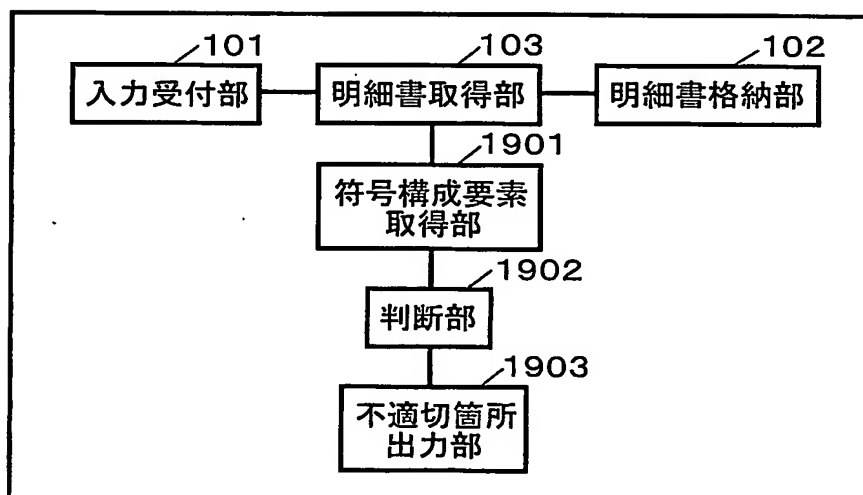 101
103
102
入力受付部
明細書取得部
明細書格納部
1901
符号構成要素
取得部
1902
判断部
1903
不適切箇所
出力部